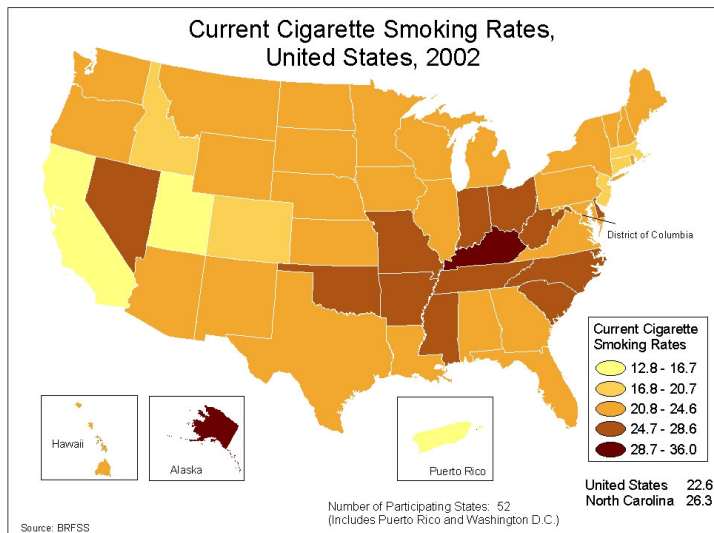 Current Cigarette Smoking Rates,
United States, 2002
District of Columbia
Current Cigarette
Smoking Rates
12.8 - 16.7
16.8 - 20.7
20.8 - 24.6
24.7 - 28.6
28.7 - 36.0
Hawaii
Alaska
Puerto Rico
United States 22.6
North Carolina 26.3
Number of Participating States: 52
(Includes Puerto Rico and Washington D.C.)
Source: BRFSS